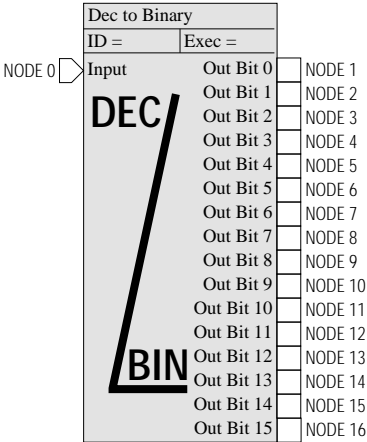 Dec to Binary
ID = Exec =
NODE 0 Input Out Bit 0 NODE 1
Out Bit 1 NODE 2
DEC Out Bit 2 NODE 3
Out Bit 3 NODE 4
Out Bit 4 NODE 5
Out Bit 5 NODE 6
Out Bit 6 NODE 7
Out Bit 7 NODE 8
Out Bit 8 NODE 9
Out Bit 9 NODE 10
Out Bit 10 NODE 11
Out Bit 11 NODE 12
BIN Out Bit 12 NODE 13
Out Bit 13 NODE 14
Out Bit 14 NODE 15
Out Bit 15 NODE 16